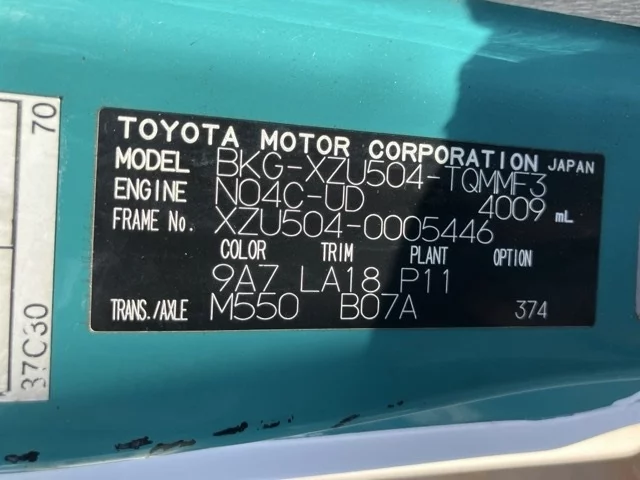 TOYOTA MOTOR CORPORATION JAPAN
MODEL BKG-XZU504-TQMMF3
ENGINE N04C-UD 4009 mL
FRAME No. XZU504-0005446
COLOR TRIM PLANT OPTION
9A7 LA18 P11
TRANS./AXLE M550 B07A 374
37C30 70